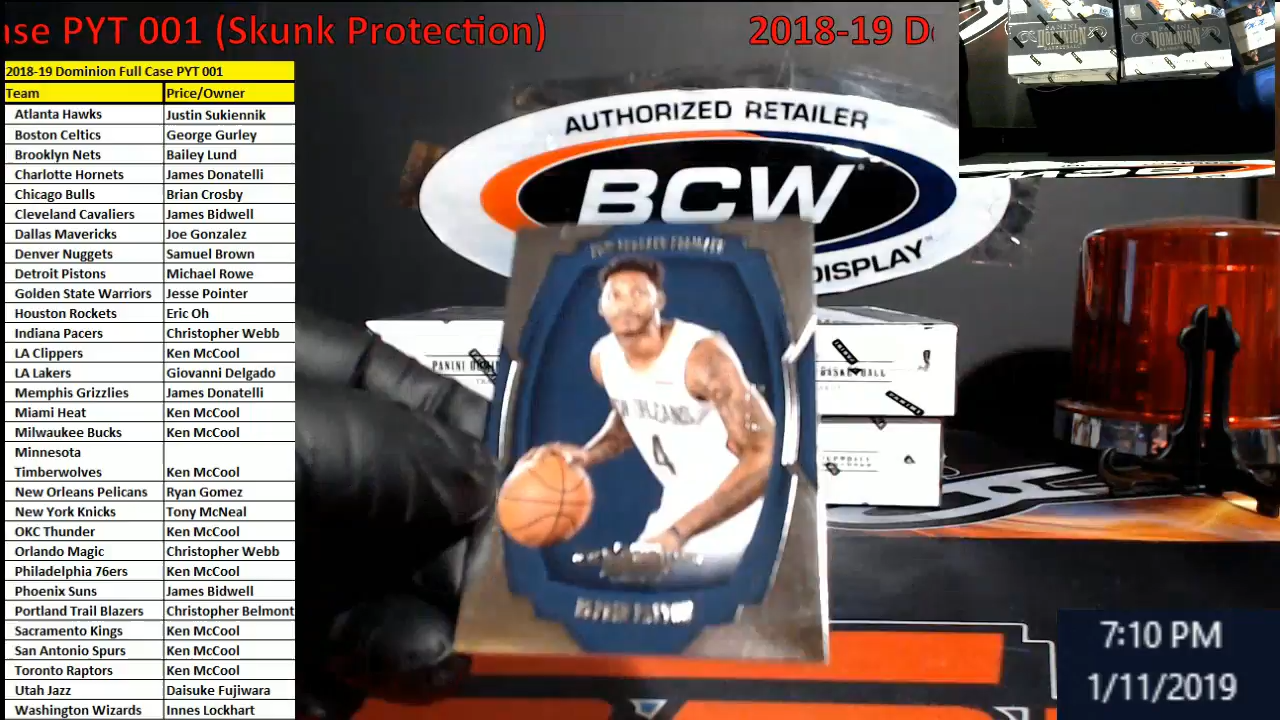 ase PYT 001 (Skunk Protection)
2018-19 D
2018-19 Dominion Full Case PYT 001
Team Price/Owner
Atlanta Hawks Justin Sukiennik
Boston Celtics George Gurley
Brooklyn Nets Bailey Lund
Charlotte Hornets James Donatelli
Chicago Bulls Brian Crosby
Cleveland Cavaliers James Bidwell
Dallas Mavericks Joe Gonzalez
Denver Nuggets Samuel Brown
Detroit Pistons Michael Rowe
Golden State Warriors Jesse Pointer
Houston Rockets Eric Oh
Indiana Pacers Christopher Webb
LA Clippers Ken McCool
LA Lakers Giovanni Delgado
Memphis Grizzlies James Donatelli
Miami Heat Ken McCool
Milwaukee Bucks Ken McCool
Minnesota
Timberwolves Ken McCool
New Orleans Pelicans Ryan Gomez
New York Knicks Tony McNeal
OKC Thunder Ken McCool
Orlando Magic Christopher Webb
Philadelphia 76ers Ken McCool
Phoenix Suns James Bidwell
Portland Trail Blazers Christopher Belmont
Sacramento Kings Ken McCool
San Antonio Spurs Ken McCool
Toronto Raptors Ken McCool
Utah Jazz Daisuke Fujiwara
Washington Wizards Innes Lockhart
AUTHORIZED RETAILER
BCW
DISPLAY™
DOMINION
DOMINION
PANINI
BASKETBALL
PANINI
NEW ORLEANS
4
7:10 PM
1/11/2019